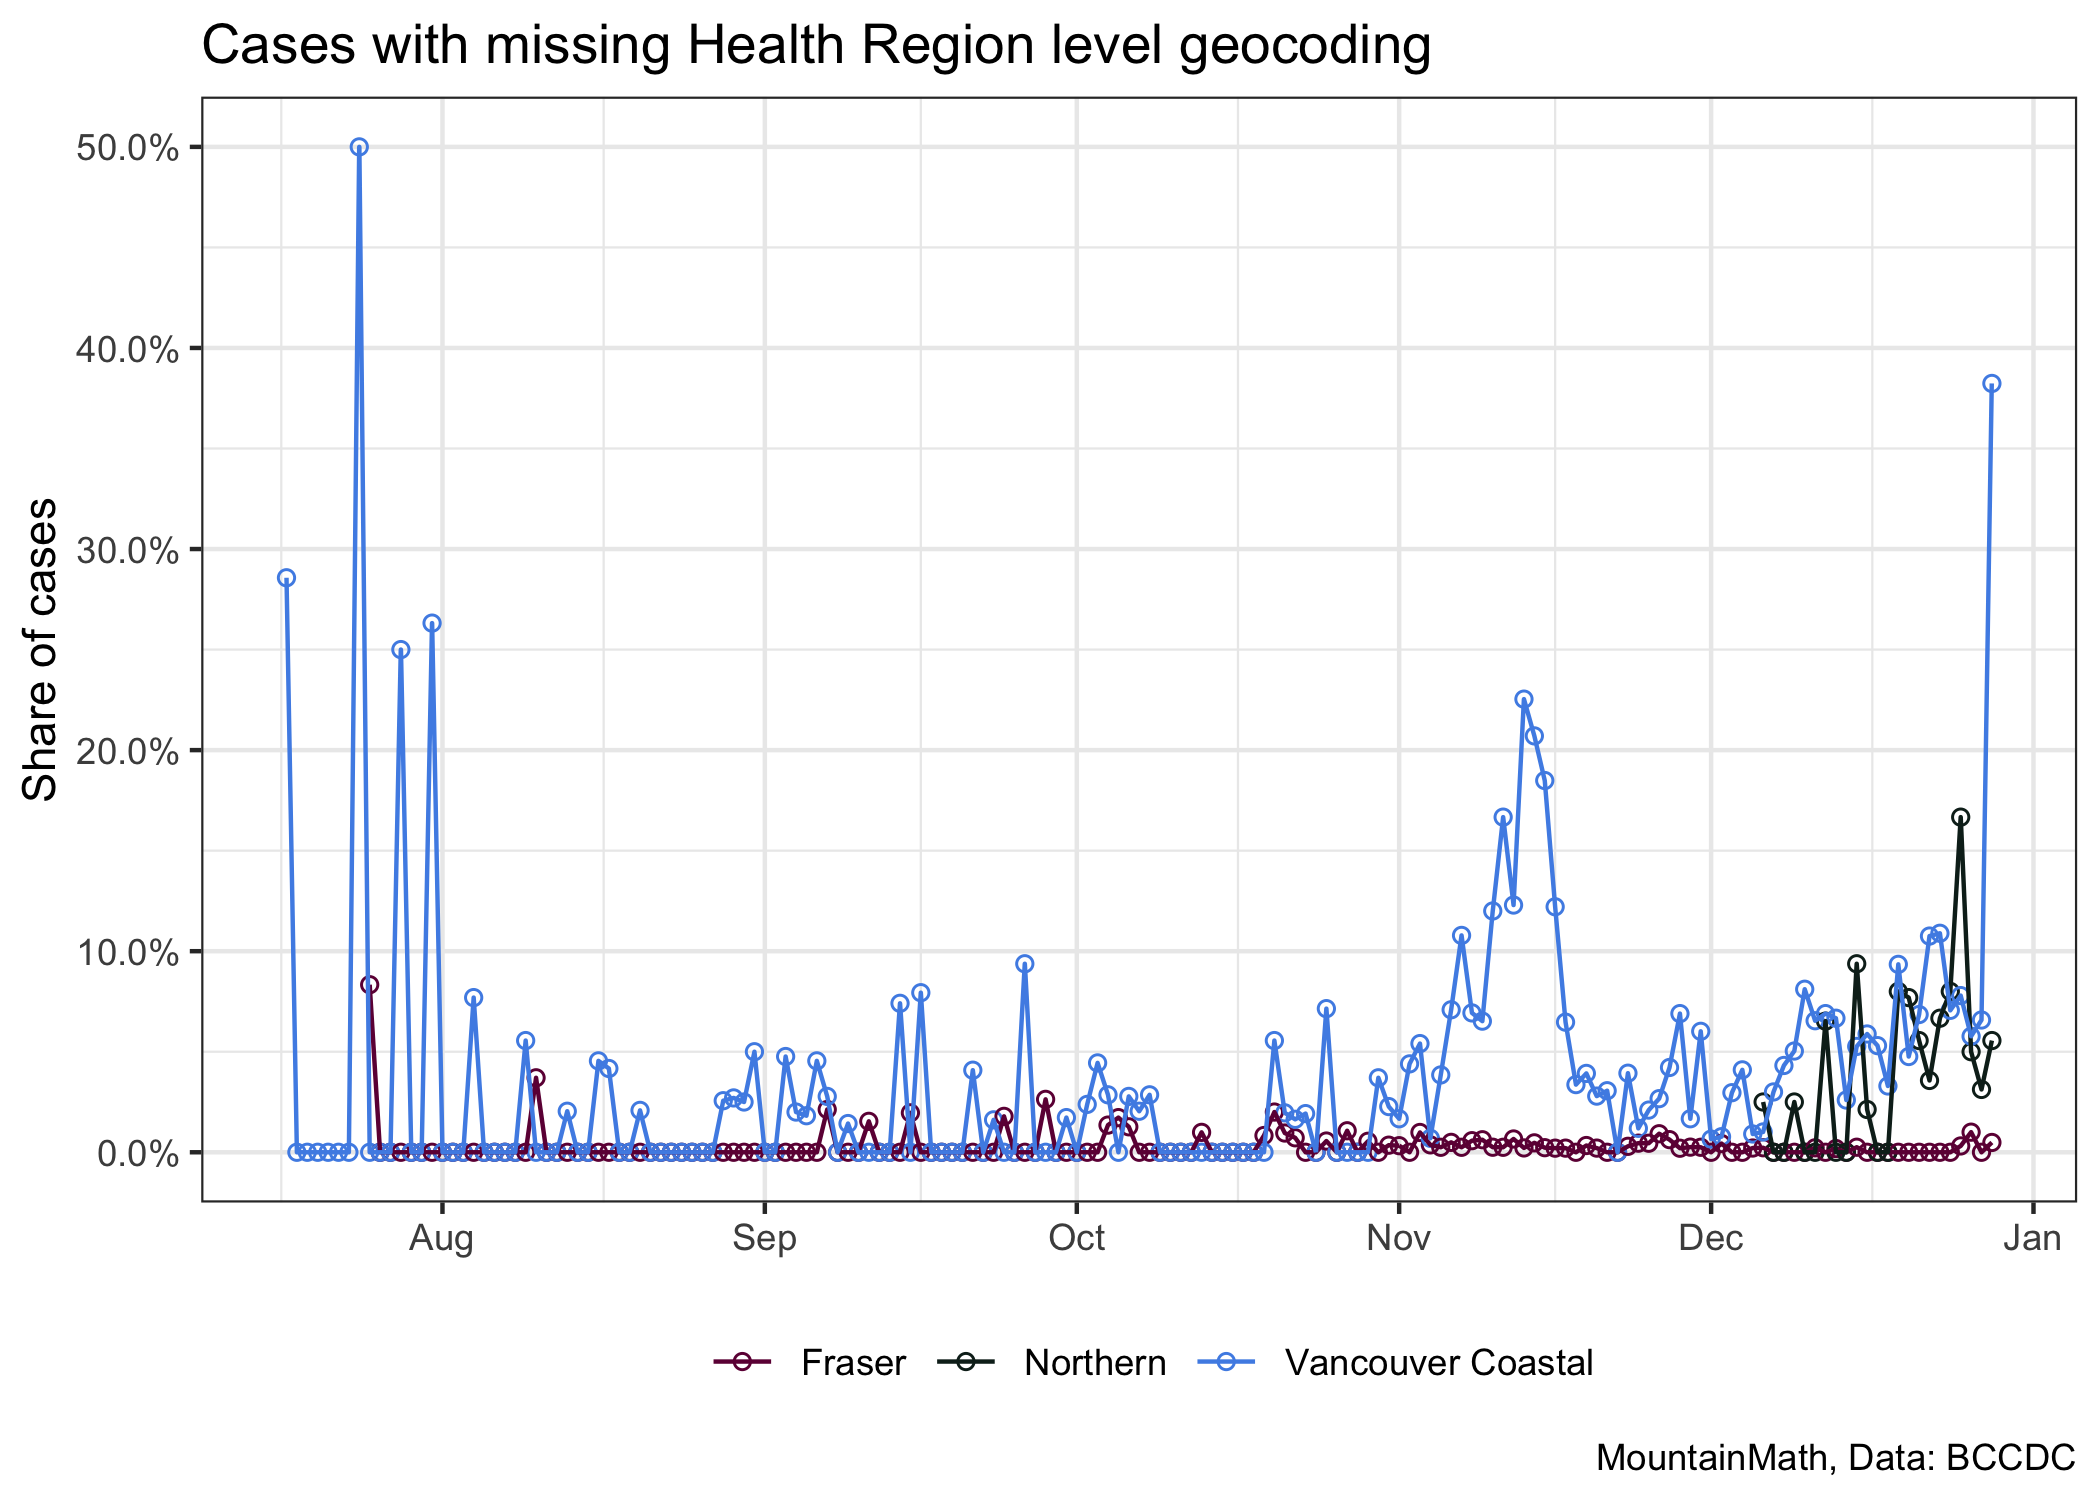 Cases with missing Health Region level geocoding
Share of cases
50.0%
40.0%
30.0%
20.0%
10.0%
0.0%
Aug Sep Oct Nov Dec Jan
Fraser Northern Vancouver Coastal
MountainMath, Data: BCCDC